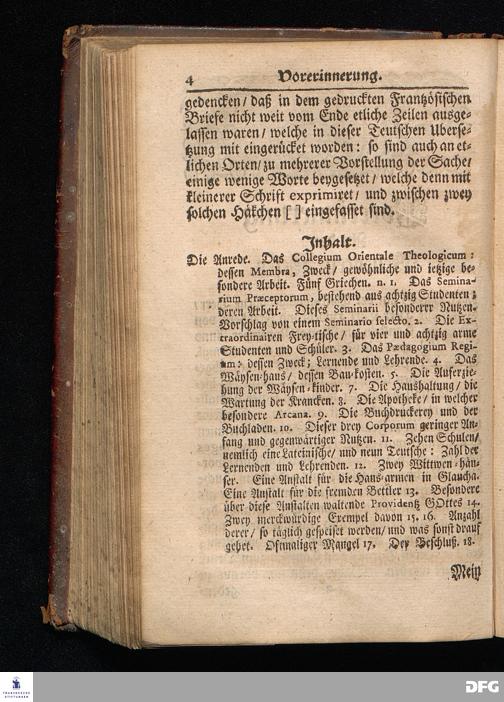 4 Vorerinnerung.
gedencken / daß in dem gedruckten Frantzösischen
Briefe nicht weit vom Ende etliche Zeilen ausge-
lassen waren / welche in dieser Teutschen Uberse-
tzung mit eingerücket worden: so sind auch an et-
lichen Orten / zu mehrerer Vorstellung der Sache /
einige wenige Worte beygesetzet / welche denn mit
kleinerer Schrift exprimiret / und zwischen zwey
solchen Häkchen [ ] eingefasset sind.
Inhalt.
Die Anrede. Das Collegium Orientale Theologicum:
dessen Membra, Zweck / gewöhnliche und ietzige be-
sondere Arbeit. Fünf Griechen. n. 1. Das Semina-
rium Præceptorum, bestehend aus achtzig Studenten;
deren Arbeit. Dieses Seminarii besonderer Nutzen.
Vorschlag von einem Seminario selecto. 2. Die Ex-
traordinairen Frey-tische / für vier und achtzig arme
Studenten und Schüler. 3. Das Pædagogium Regi-
um: dessen Zweck; Lernende und Lehrende. 4. Das
Wäysen-haus / dessen Bau-kosten. 5. Die Auferzie-
hung der Wäysen-kinder. 7. Die Haushaltung / die
Wartung der Krancken. 8. Die Apotheke / in welcher
besondere Arcana. 9. Die Buchdruckerey und der
Buchladen. 10. Dieser drey Corporum geringer An-
fang und gegenwärtiger Nutzen. 11. Zehen Schulen /
nemlich eine Lateinische / und neun Teutsche: Zahl der
Lernenden und Lehrenden. 12. Zwey Wittwen-häu-
ser. Eine Anstalt für die Haus-armen in Glaucha.
Eine Anstalt für die fremden Bettler 13. Besondere
über diese Anstalten waltende Providentz GOttes 14.
Zwey merckwürdige Exempel davon 15. 16. Anzahl
derer / so täglich gespeiset werden / und was sonst drauf
gehet. Oftmaliger Mangel 17. Der Beschluß. 18.
Mein
FRANCKESCHE
STIFTUNGEN
DFG